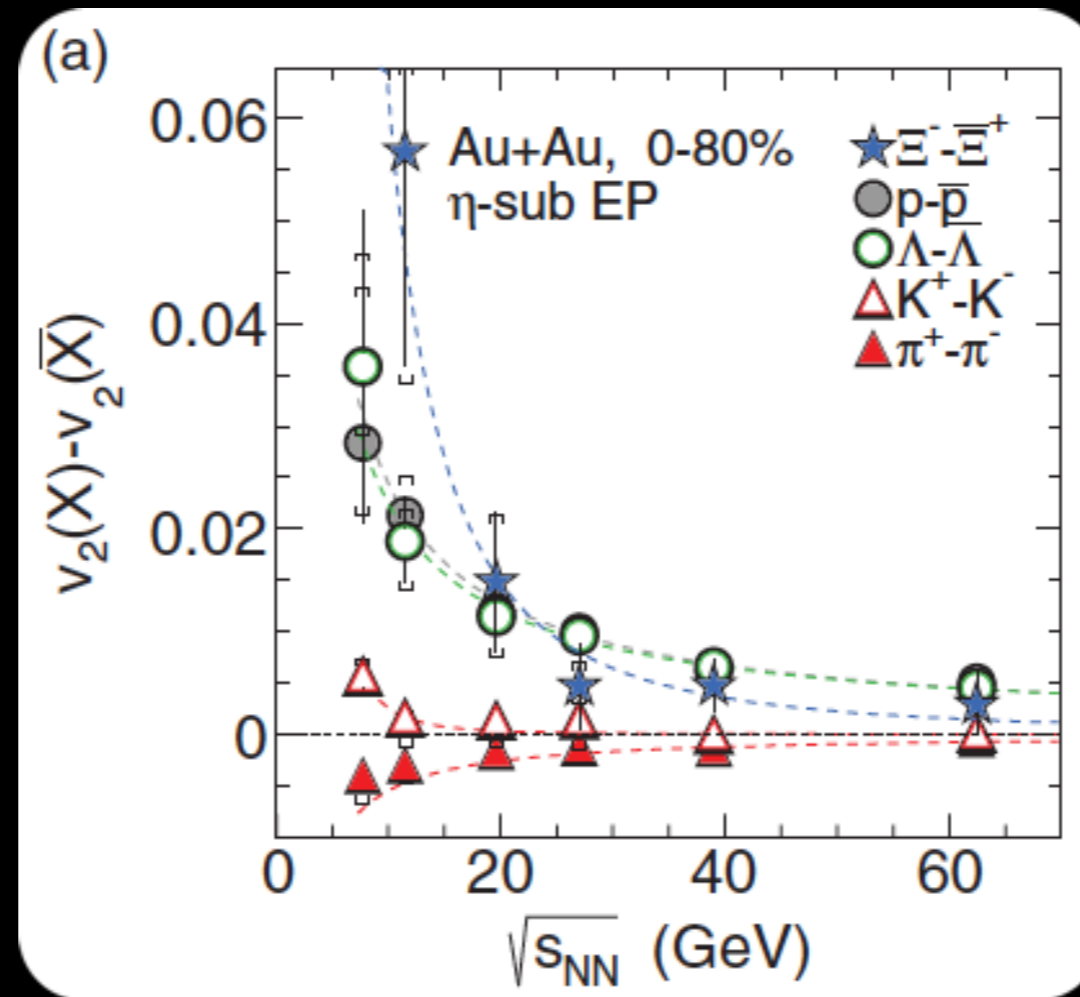 (a)
0.06
0.04
0.02
0
v₂(X)-v₂(X̅)
Au+Au, 0-80%
η-sub EP
Ξ⁻-Ξ̅⁺
p-p̅
Λ-Λ̅
K⁺-K⁻
π⁺-π⁻
0 20 40 60
√sNN (GeV)